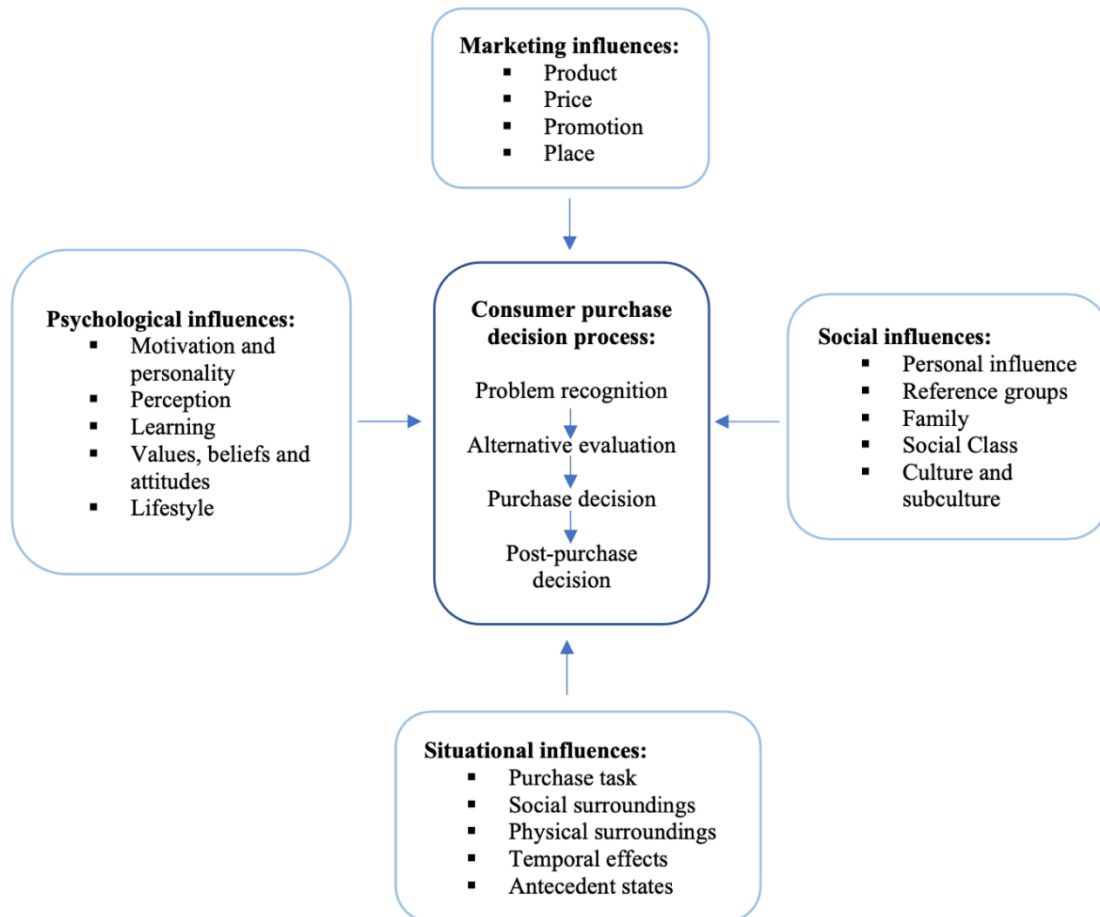 Marketing influences:
▪ Product
▪ Price
▪ Promotion
▪ Place
Psychological influences:
▪ Motivation and
personality
▪ Perception
▪ Learning
▪ Values, beliefs and
attitudes
▪ Lifestyle
Consumer purchase
decision process:
Problem recognition
Alternative evaluation
Purchase decision
Post-purchase
decision
Social influences:
▪ Personal influence
▪ Reference groups
▪ Family
▪ Social Class
▪ Culture and
subculture
Situational influences:
▪ Purchase task
▪ Social surroundings
▪ Physical surroundings
▪ Temporal effects
▪ Antecedent states